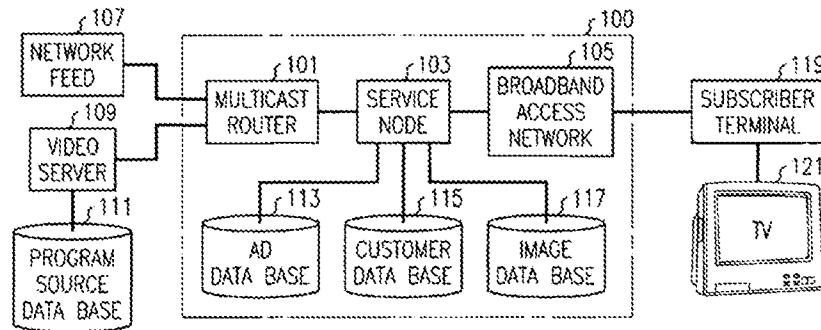 107
NETWORK
FEED
109
VIDEO
SERVER
111
PROGRAM
SOURCE
DATA BASE
100
101
MULTICAST
ROUTER
103
SERVICE
NODE
105
BROADBAND
ACCESS
NETWORK
113
AD
DATA BASE
115
CUSTOMER
DATA BASE
117
IMAGE
DATA BASE
119
SUBSCRIBER
TERMINAL
121
TV